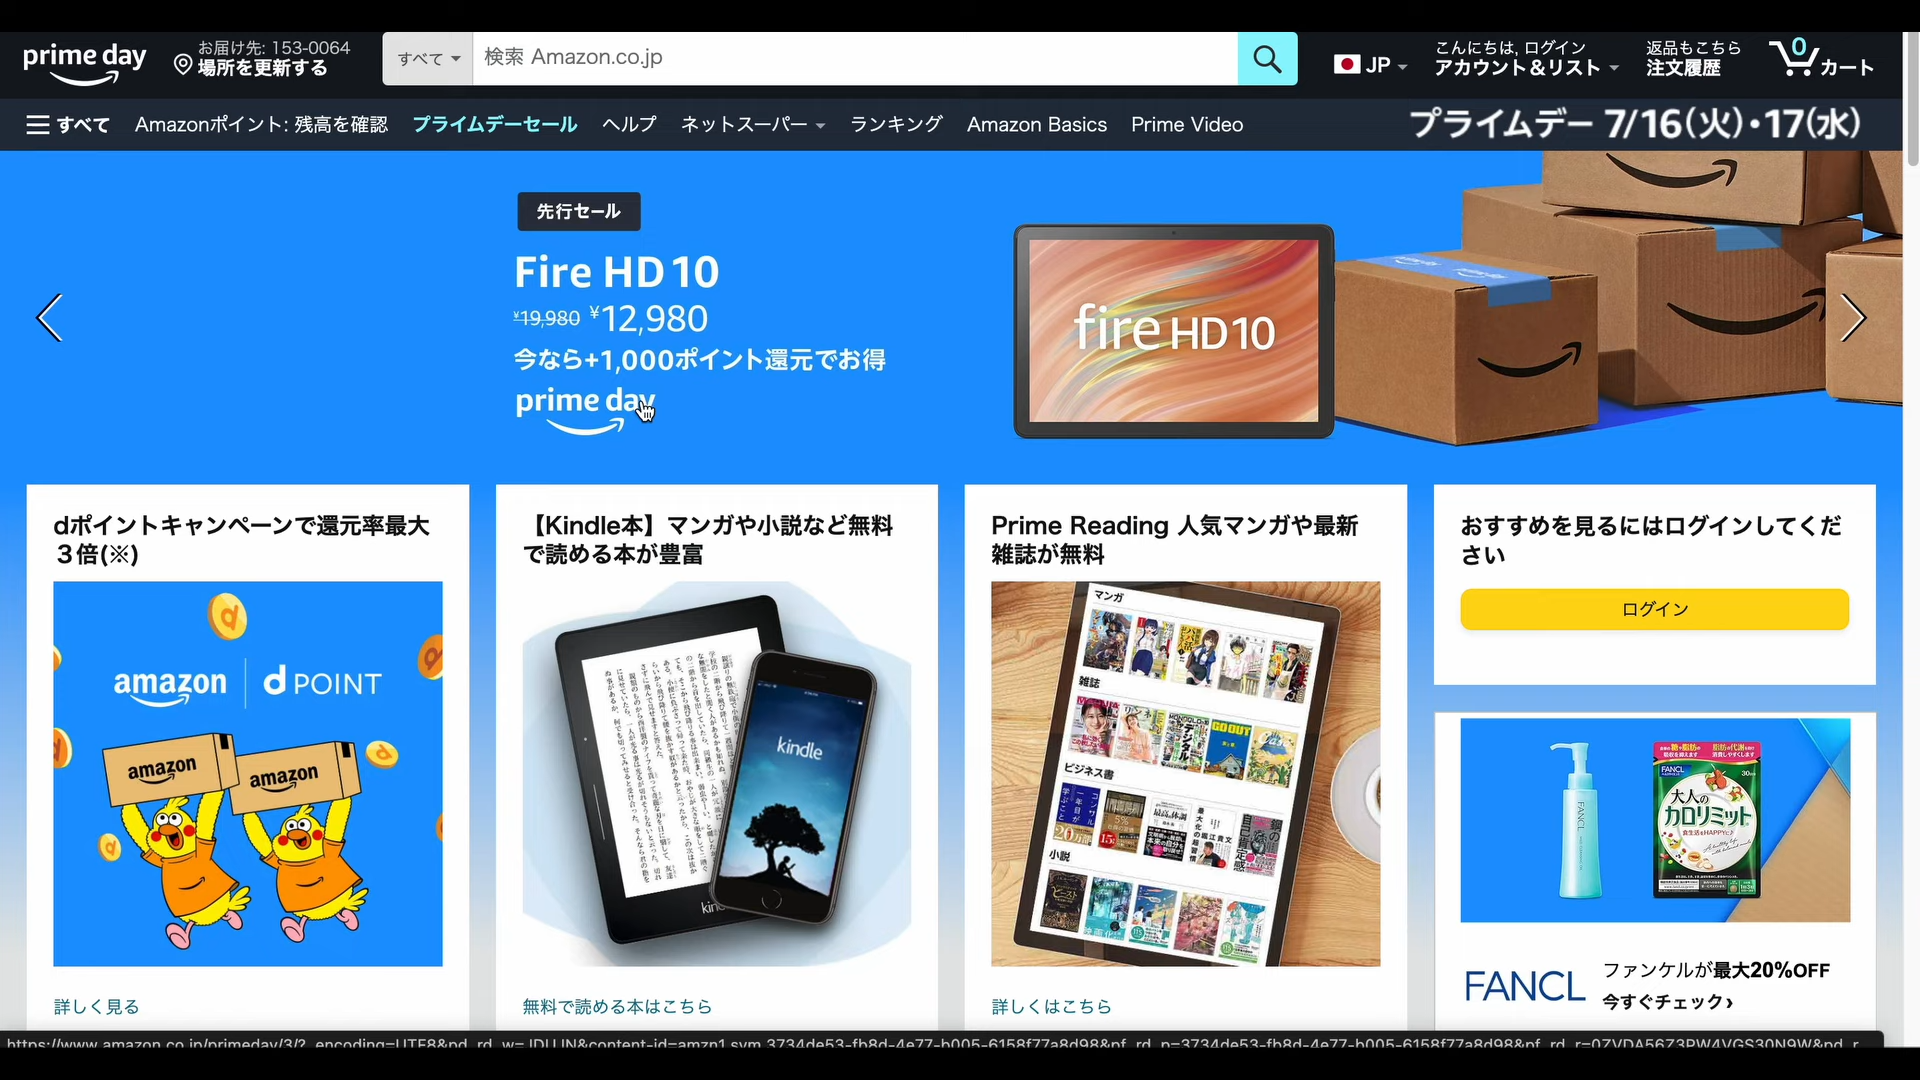 prime day
お届け先: 153-0064
場所を更新する
すべて
検索 Amazon.co.jp
JP
こんにちは, ログイン
アカウント＆リスト
返品もこちら
注文履歴
0
カート
すべて
Amazonポイント: 残高を確認
プライムデーセール
ヘルプ
ネットスーパー
ランキング
Amazon Basics
Prime Video
プライムデー 7/16(火)・17(水)
先行セール
Fire HD 10
¥19,980 ¥12,980
今なら+1,000ポイント還元でお得
prime day
fire HD 10
dポイントキャンペーンで還元率最大
３倍(※)
amazon
d POINT
amazon
amazon
詳しく見る
【Kindle本】マンガや小説など無料
で読める本が豊富
kindle
無料で読める本はこちら
Prime Reading 人気マンガや最新
雑誌が無料
マンガ
雑誌
GO OUT
ビジネス書
小説
詳しくはこちら
おすすめを見るにはログインしてくだ
さい
ログイン
FANCL
FANCL
大人の
カロリミット
FANCL
ファンケルが最大20%OFF
今すぐチェック›